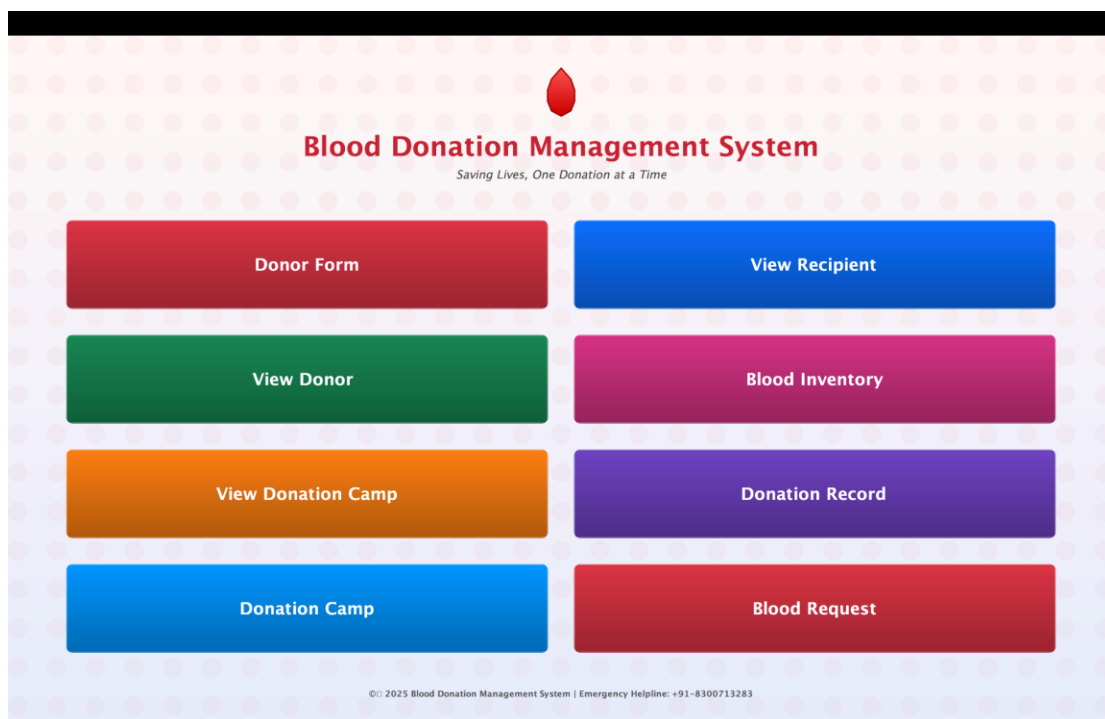 Blood Donation Management System
Saving Lives, One Donation at a Time
Donor Form
View Recipient
View Donor
Blood Inventory
View Donation Camp
Donation Record
Donation Camp
Blood Request
©▯ 2025 Blood Donation Management System | Emergency Helpline: +91-8300713283